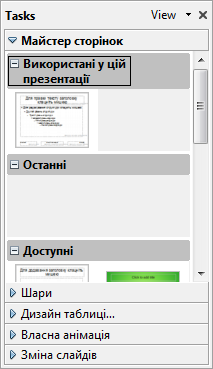 Tasks
View
Майстер сторінок
Використані у цій
презентації
Останні
Доступні
Шари
Дизайн таблиці...
Власна анімація
Зміна слайдів